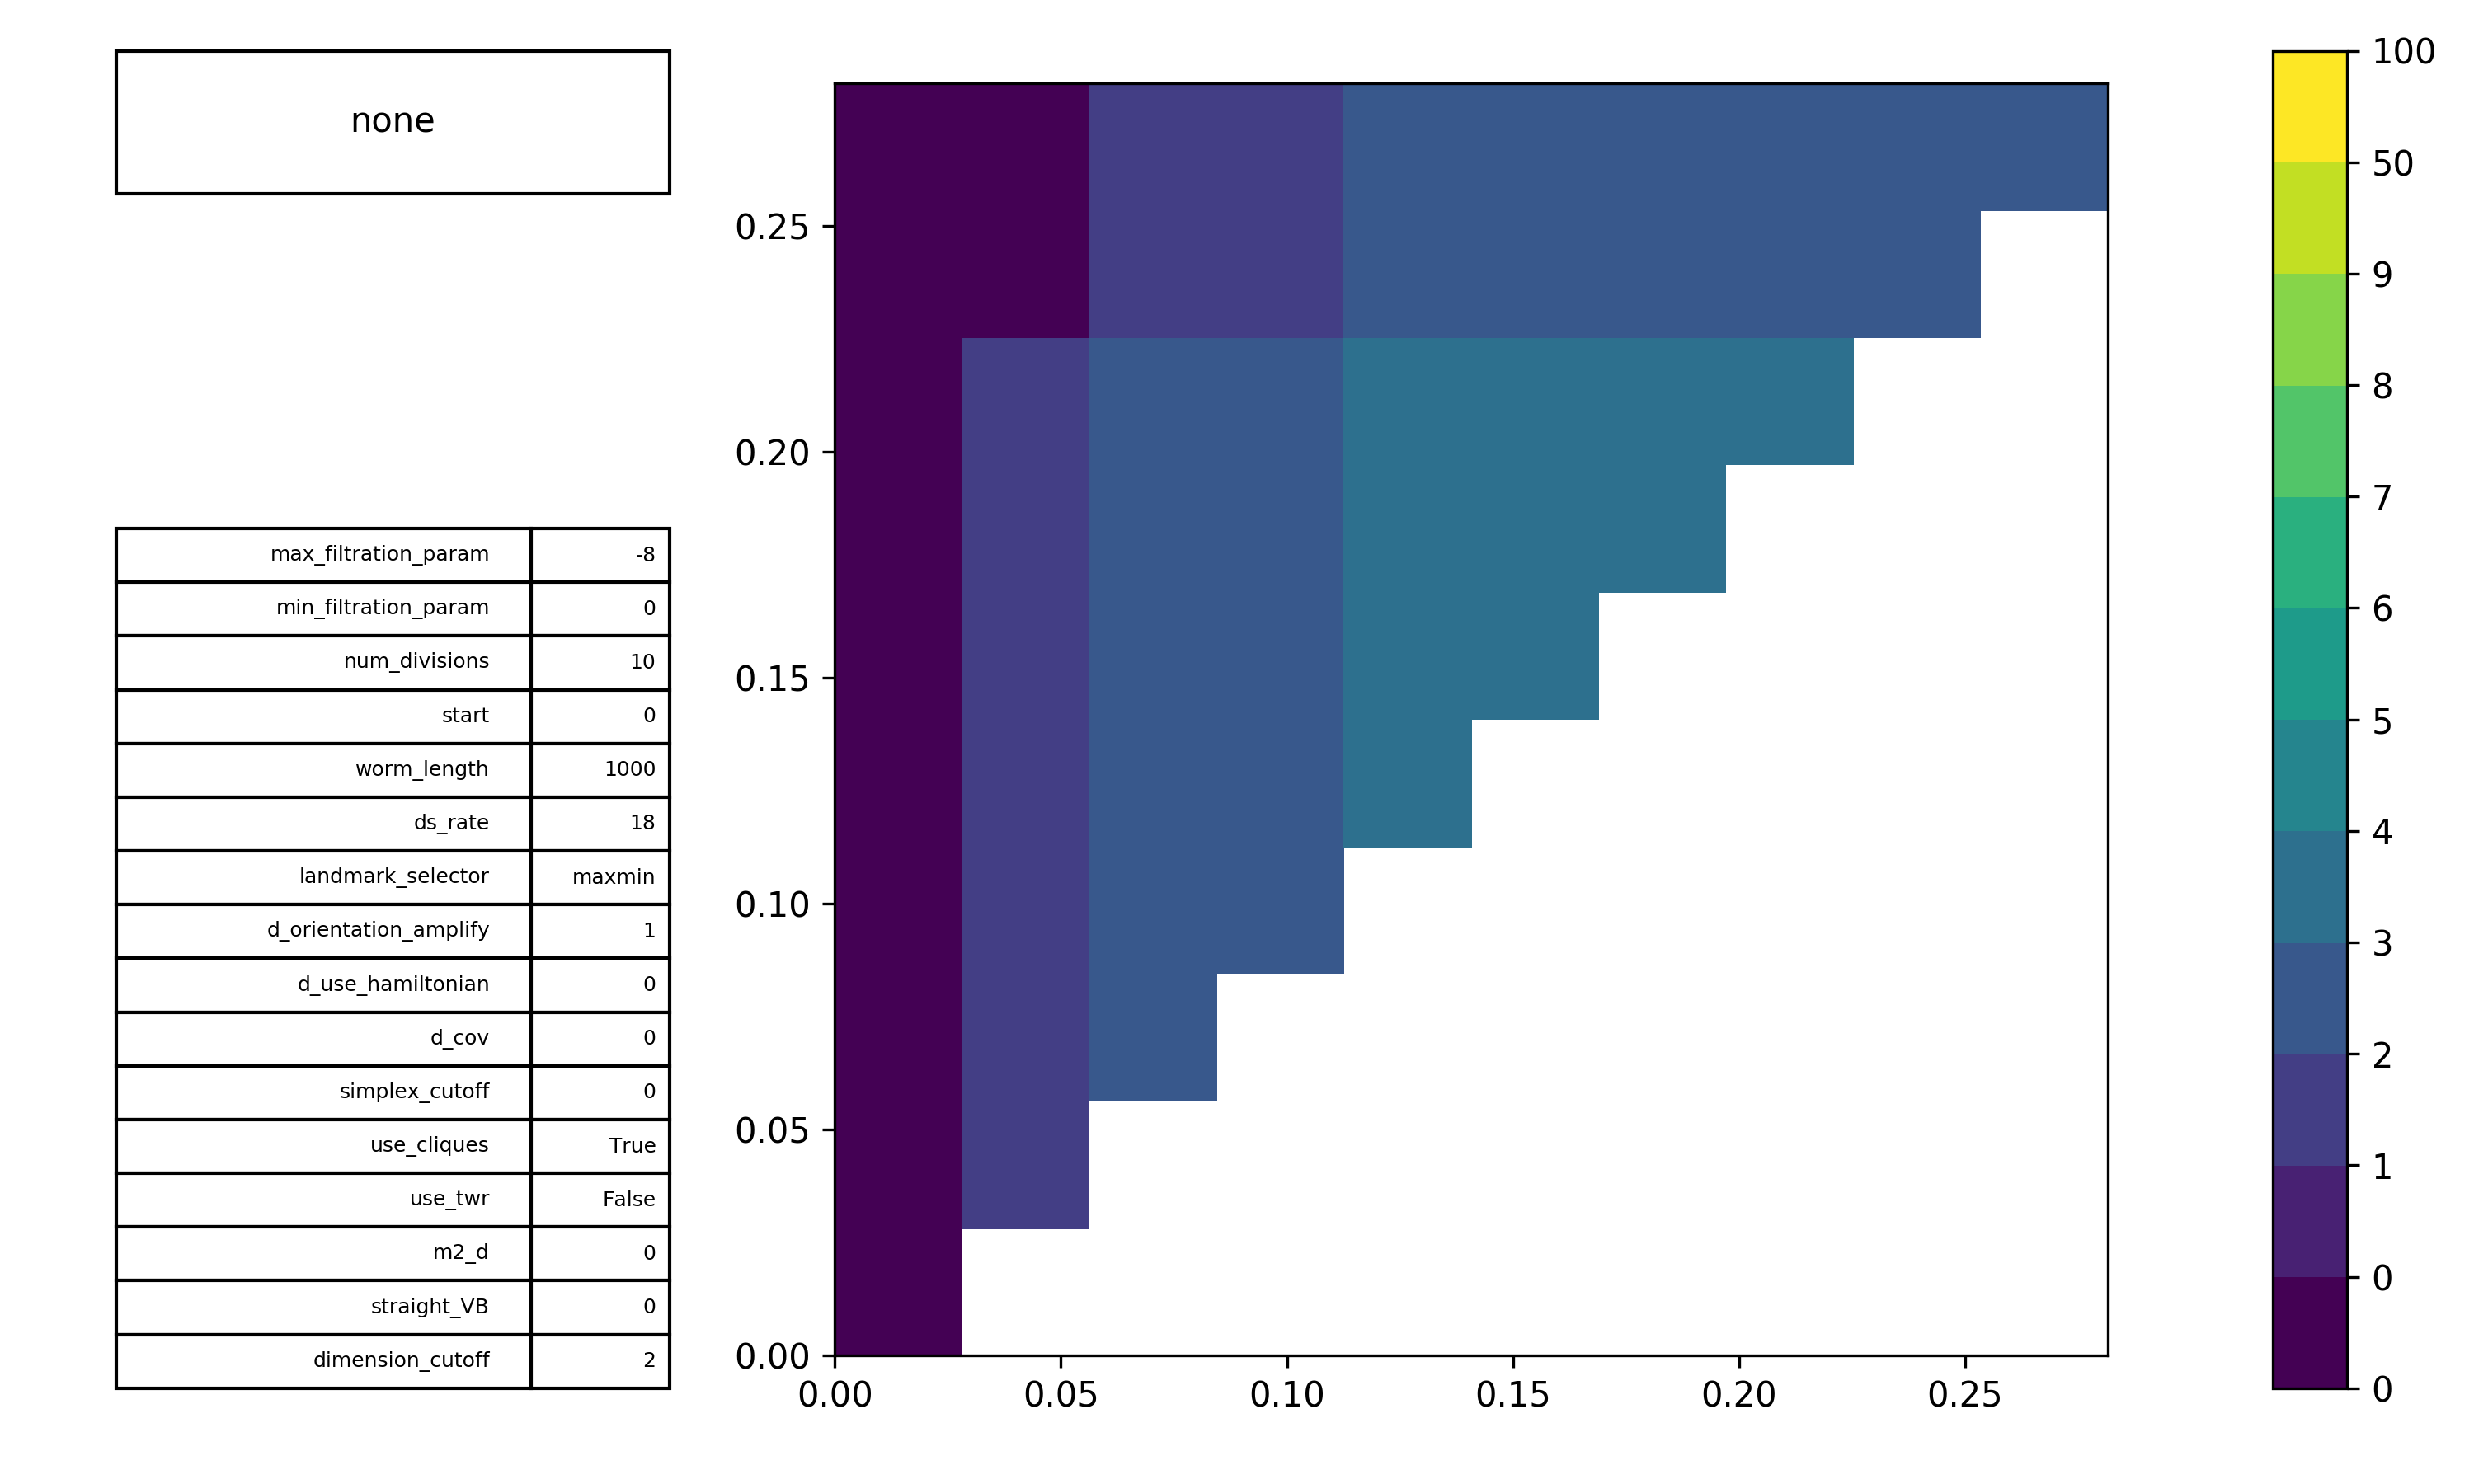 none
max_filtration_param -8
min_filtration_param 0
num_divisions 10
start 0
worm_length 1000
ds_rate 18
landmark_selector maxmin
d_orientation_amplify 1
d_use_hamiltonian 0
d_cov 0
simplex_cutoff 0
use_cliques True
use_twr False
m2_d 0
straight_VB 0
dimension_cutoff 2
0.25
0.20
0.15
0.10
0.05
0.00
0.00 0.05 0.10 0.15 0.20 0.25
100
50
9
8
7
6
5
4
3
2
1
0
0